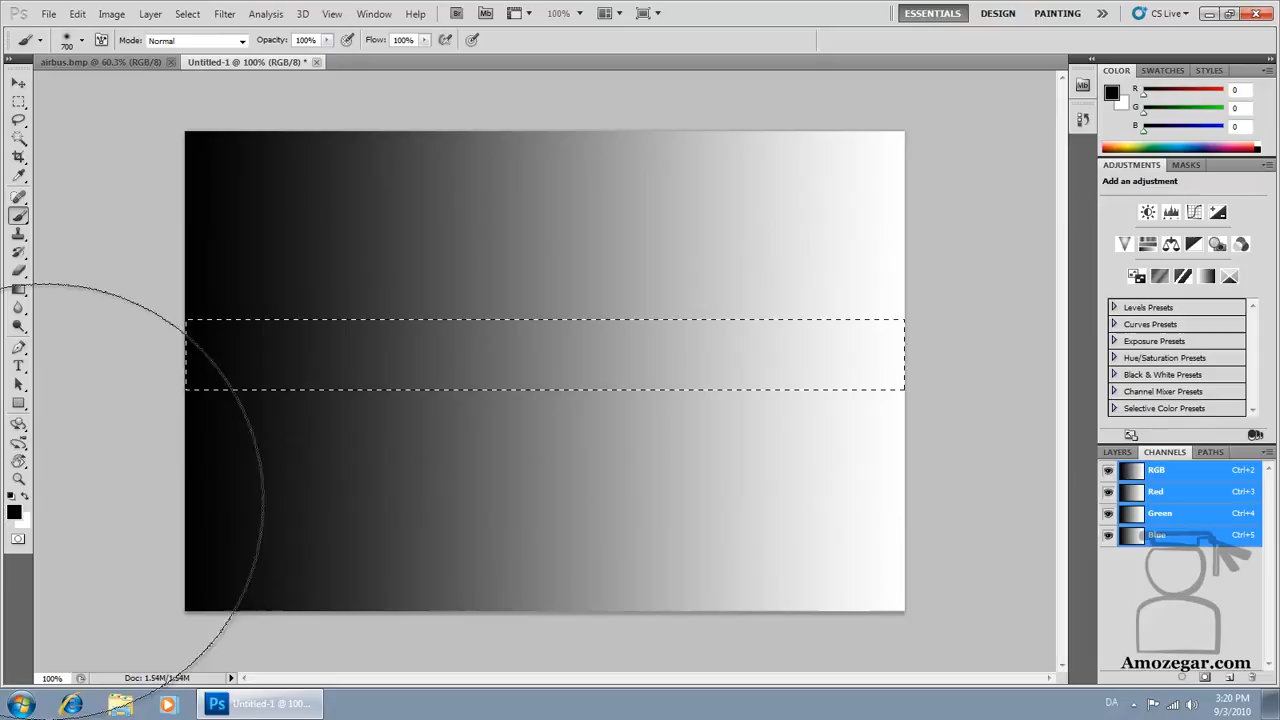 Ps File Edit Image Layer Select Filter Analysis 3D View Window Help Br Mb 100% ESSENTIALS DESIGN PAINTING CS Live
700 Mode: Normal Opacity: 100% Flow: 100%
airbus.bmp @ 60.3% (RGB/8) Untitled-1 @ 100% (RGB/8) *
Mb
COLOR SWATCHES STYLES
R 0
G 0
B 0
ADJUSTMENTS MASKS
Add an adjustment
Levels Presets
Curves Presets
Exposure Presets
Hue/Saturation Presets
Black & White Presets
Channel Mixer Presets
Selective Color Presets
LAYERS CHANNELS PATHS
RGB Ctrl+2
Red Ctrl+3
Green Ctrl+4
Blue Ctrl+5
Amozegar.com
100% Doc: 1.54M/1.54M
Ps Untitled-1 @ 100... DA 3:20 PM
9/3/2010